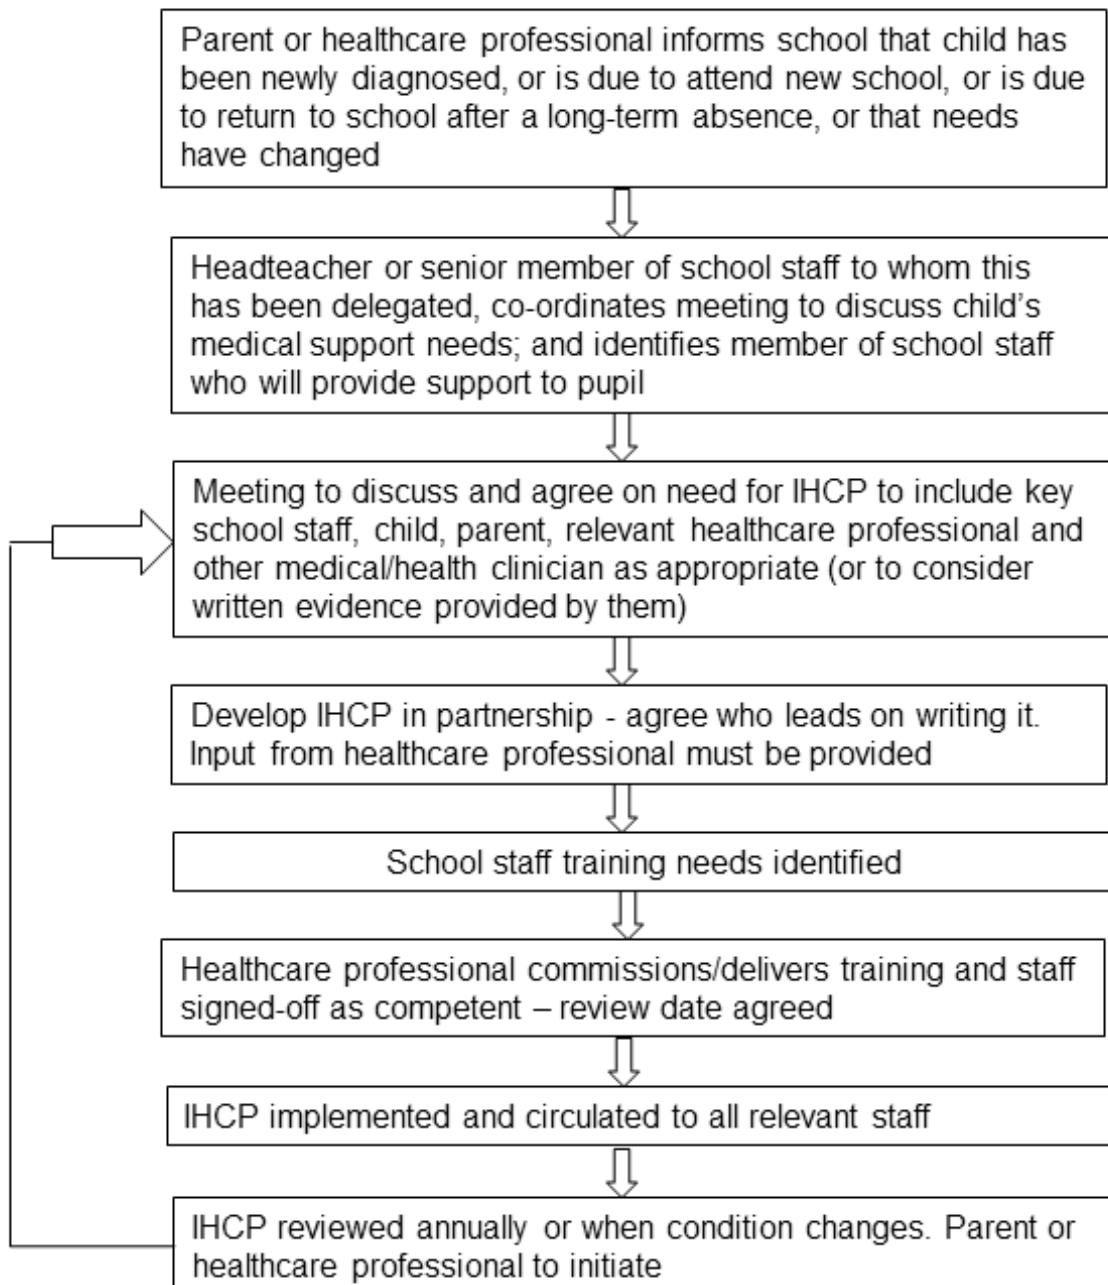 Parent or healthcare professional informs school that child has
been newly diagnosed, or is due to attend new school, or is due
to return to school after a long-term absence, or that needs
have changed
Headteacher or senior member of school staff to whom this
has been delegated, co-ordinates meeting to discuss child's
medical support needs; and identifies member of school staff
who will provide support to pupil
Meeting to discuss and agree on need for IHCP to include key
school staff, child, parent, relevant healthcare professional and
other medical/health clinician as appropriate (or to consider
written evidence provided by them)
Develop IHCP in partnership - agree who leads on writing it.
Input from healthcare professional must be provided
School staff training needs identified
Healthcare professional commissions/delivers training and staff
signed-off as competent – review date agreed
IHCP implemented and circulated to all relevant staff
IHCP reviewed annually or when condition changes. Parent or
healthcare professional to initiate